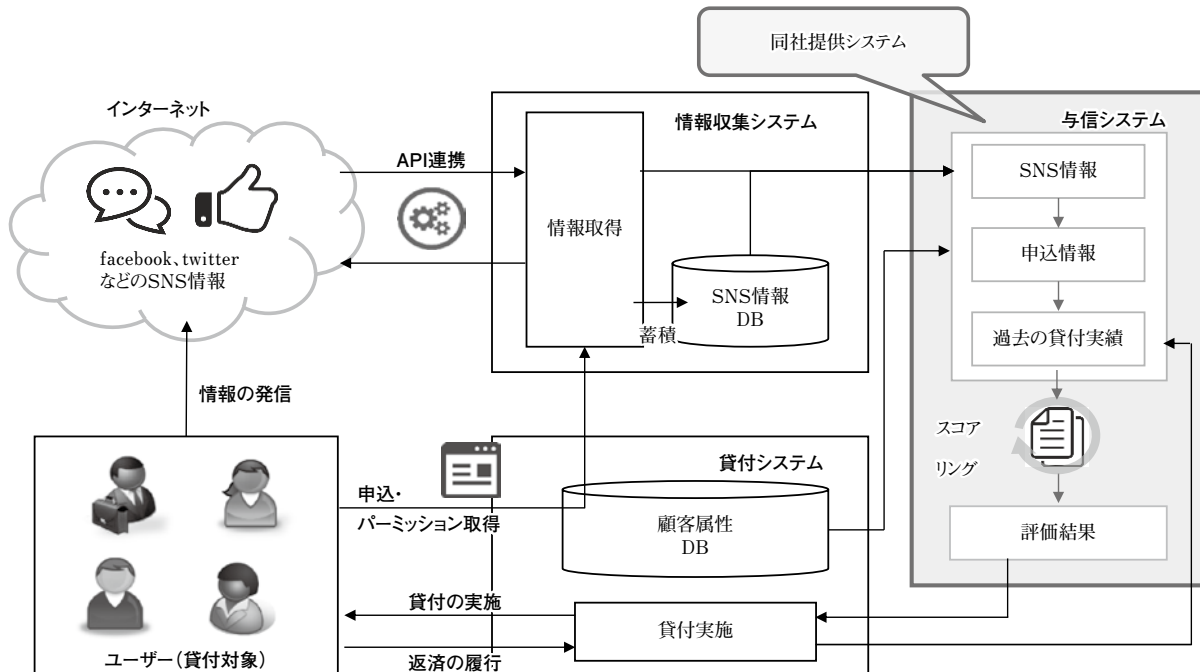 同社提供システム
インターネット
facebook、twitter
などのSNS情報
API連携
情報収集システム
情報取得
蓄積
SNS情報
DB
与信システム
SNS情報
申込情報
過去の貸付実績
スコア
リング
評価結果
情報の発信
申込・
パーミッション取得
貸付システム
顧客属性
DB
貸付の実施
貸付実施
返済の履行
ユーザー(貸付対象)